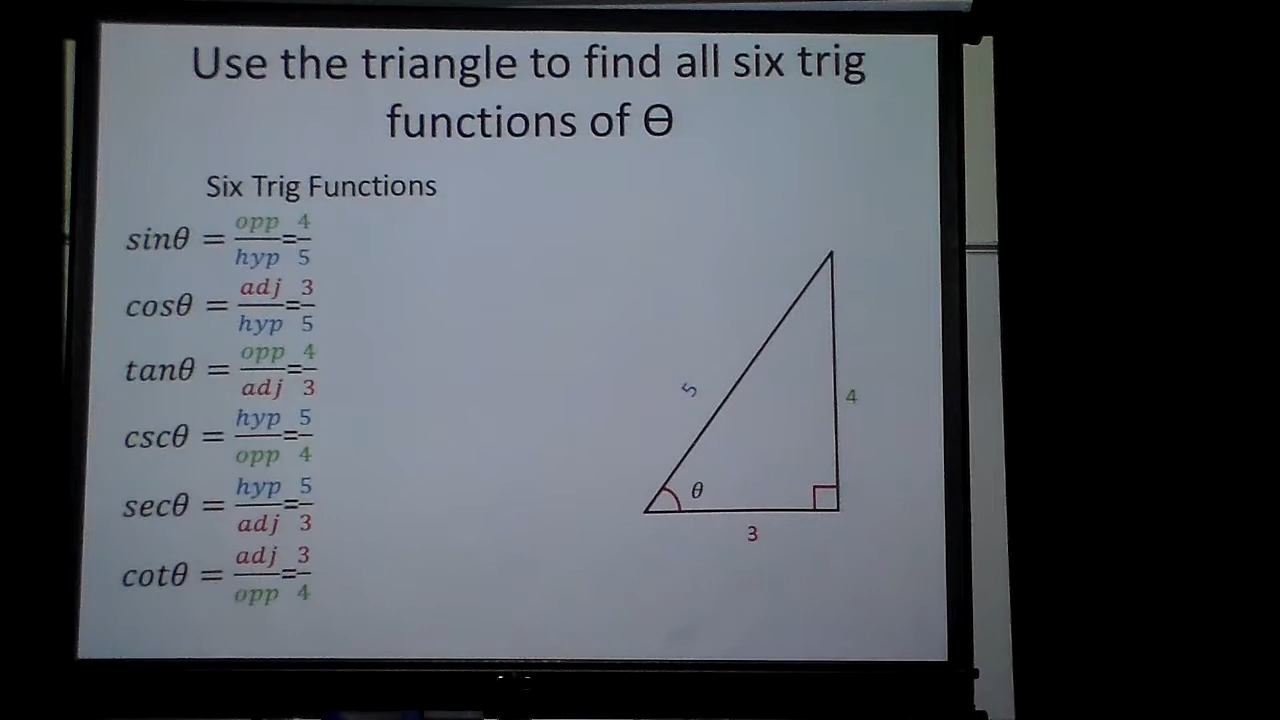 Use the triangle to find all six trig
functions of Ɵ
Six Trig Functions
sinθ = opp/hyp = 4/5
cosθ = adj/hyp = 3/5
tanθ = opp/adj = 4/3
cscθ = hyp/opp = 5/4
secθ = hyp/adj = 5/3
cotθ = adj/opp = 3/4
5
4
θ
3